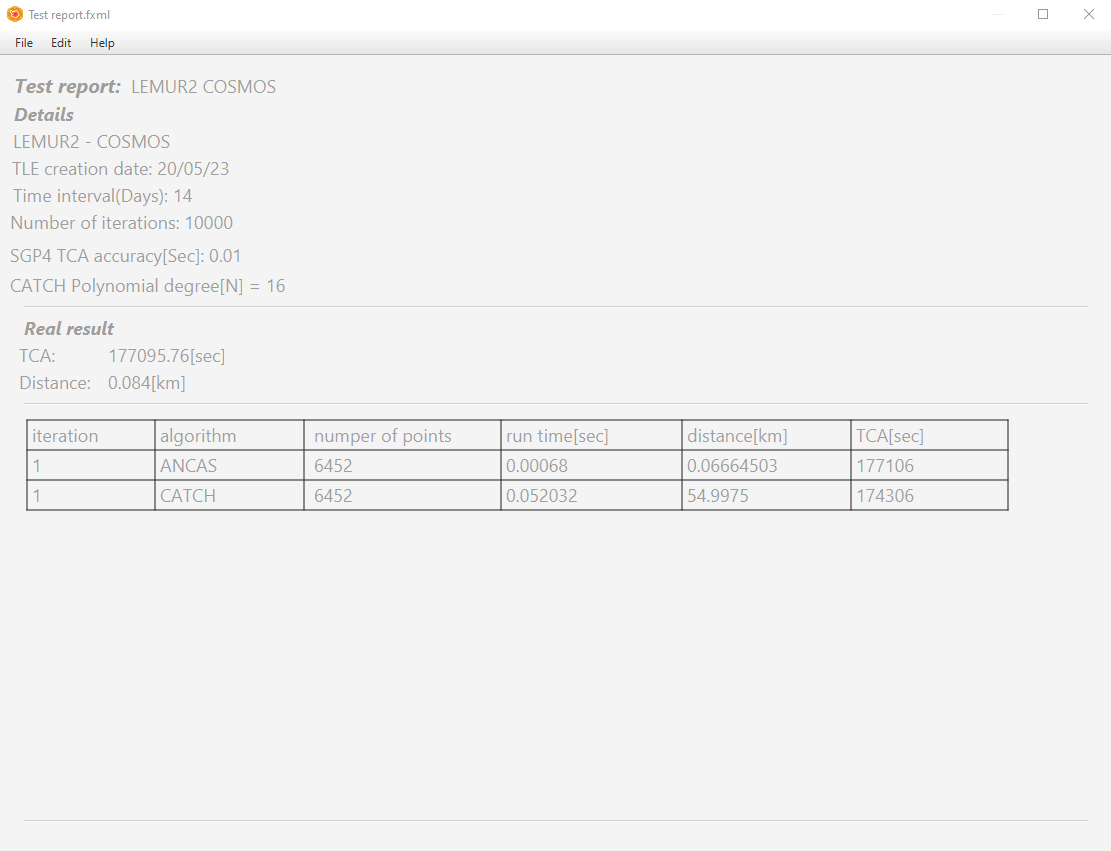 Test report.fxml
File Edit Help
Test report: LEMUR2 COSMOS
Details
LEMUR2 - COSMOS
TLE creation date: 20/05/23
Time interval(Days): 14
Number of iterations: 10000
SGP4 TCA accuracy[Sec]: 0.01
CATCH Polynomial degree[N] = 16
Real result
TCA: 177095.76[sec]
Distance: 0.084[km]
iteration algorithm numper of points run time[sec] distance[km] TCA[sec]
1 ANCAS 6452 0.00068 0.06664503 177106
1 CATCH 6452 0.052032 54.9975 174306